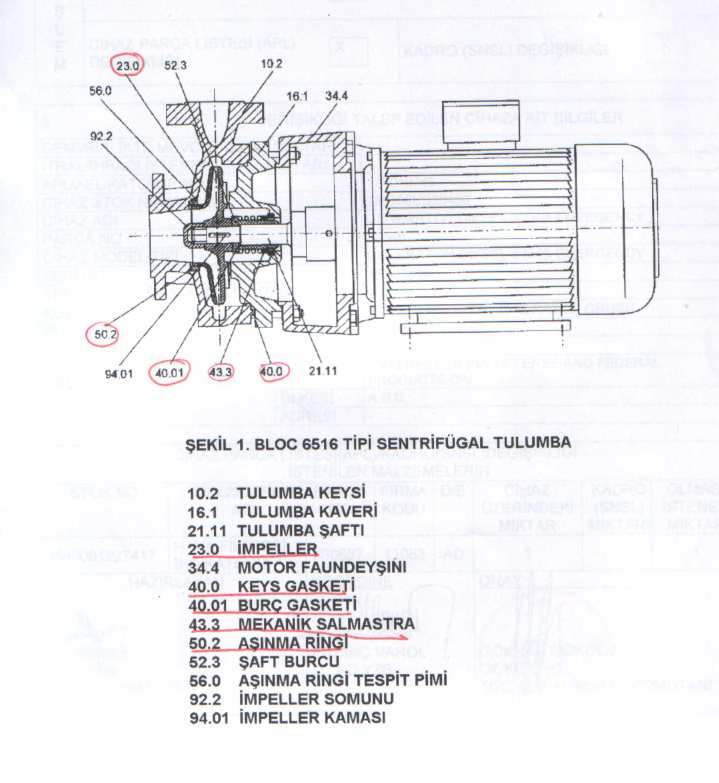 23.0
52.3
10.2
56.0
16.1
34.4
92.2
50.2
94.01
40.01
43.3
40.0
21.11
ŞEKİL 1. BLOC 6516 TİPİ SENTRİFÜGAL TULUMBA
10.2 TULUMBA KEYSİ
16.1 TULUMBA KAVERİ
21.11 TULUMBA ŞAFTI
23.0 İMPELLER
34.4 MOTOR FAUNDEYŞİNİ
40.0 KEYS GASKETİ
40.01 BURÇ GASKETİ
43.3 MEKANİK SALMASTRA
50.2 AŞINMA RİNGİ
52.3 ŞAFT BURCU
56.0 AŞINMA RİNGİ TESPİT PİMİ
92.2 İMPELLER SOMUNU
94.01 İMPELLER KAMASI